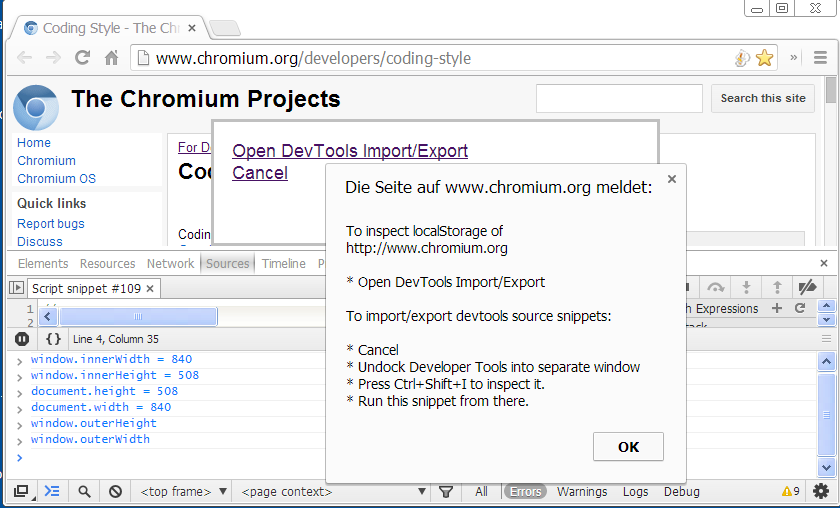 Coding Style - The Ch
www.chromium.org/developers/coding-style
The Chromium Projects
Search this site
Home
Chromium
Chromium OS
Quick links
Report bugs
Discuss
For D
Open DevTools Import/Export
Cancel
Die Seite auf www.chromium.org meldet:
To inspect localStorage of
http://www.chromium.org
* Open DevTools Import/Export
To import/export devtools source snippets:
* Cancel
* Undock Developer Tools into separate window
* Press Ctrl+Shift+I to inspect it.
* Run this snippet from there.
OK
Elements Resources Network Sources Timeline P
Script snippet #109
h Expressions
1
2
{} Line 4, Column 35
window.innerWidth = 840
window.innerHeight = 508
document.height = 508
document.width = 840
window.outerHeight
window.outerWidth
<top frame> <page context> All Errors Warnings Logs Debug 9